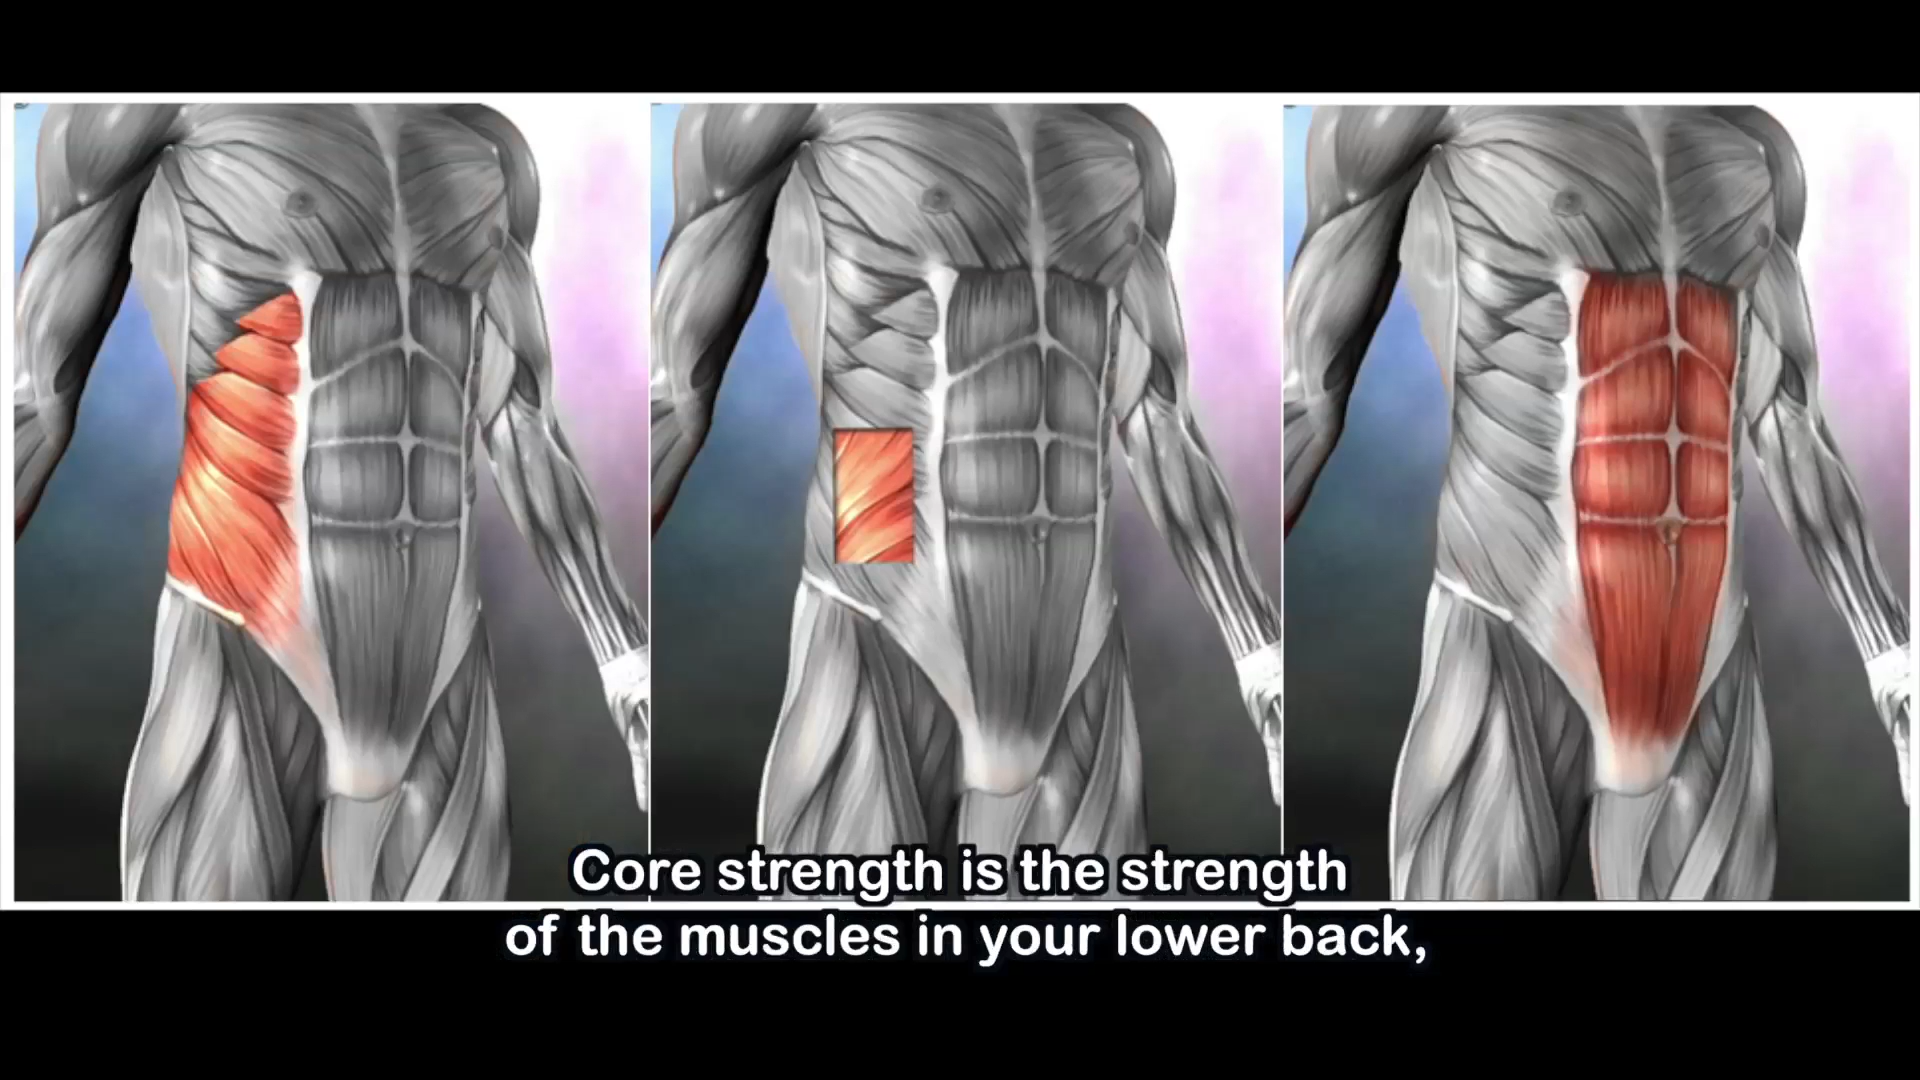 Core strength is the strength
of the muscles in your lower back,